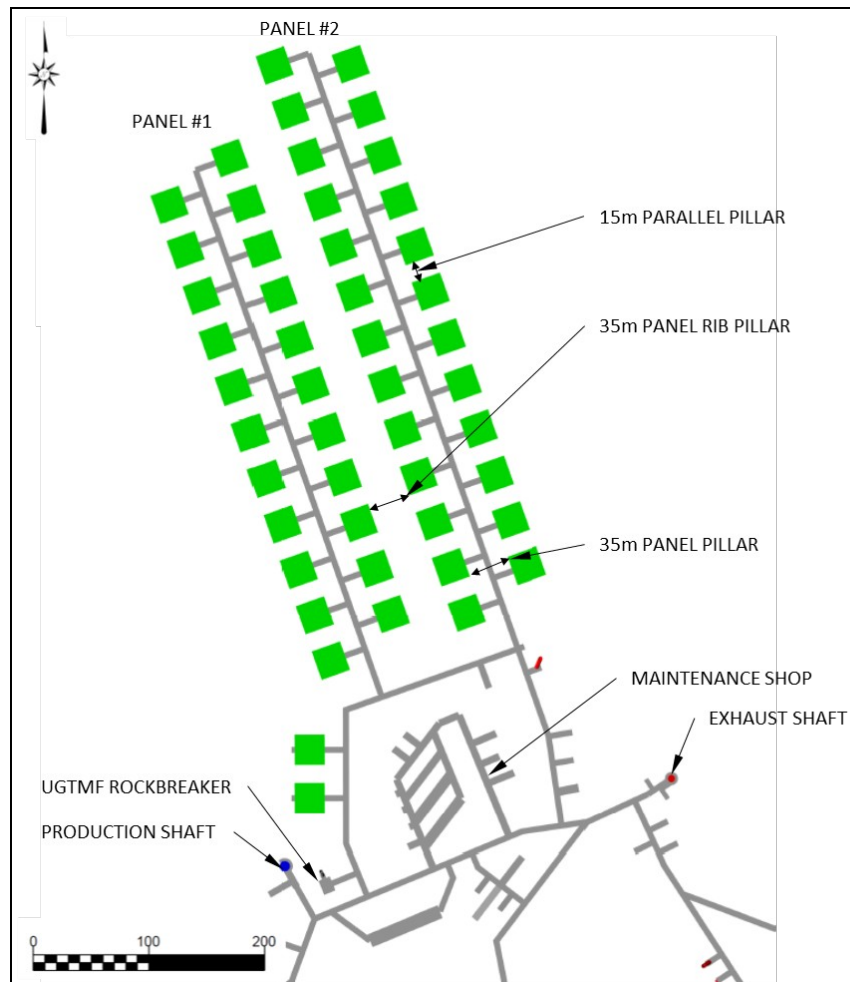 PANEL #2
PANEL #1
15m PARALLEL PILLAR
35m PANEL RIB PILLAR
35m PANEL PILLAR
MAINTENANCE SHOP
EXHAUST SHAFT
UGTMF ROCKBREAKER
PRODUCTION SHAFT
0 100 200